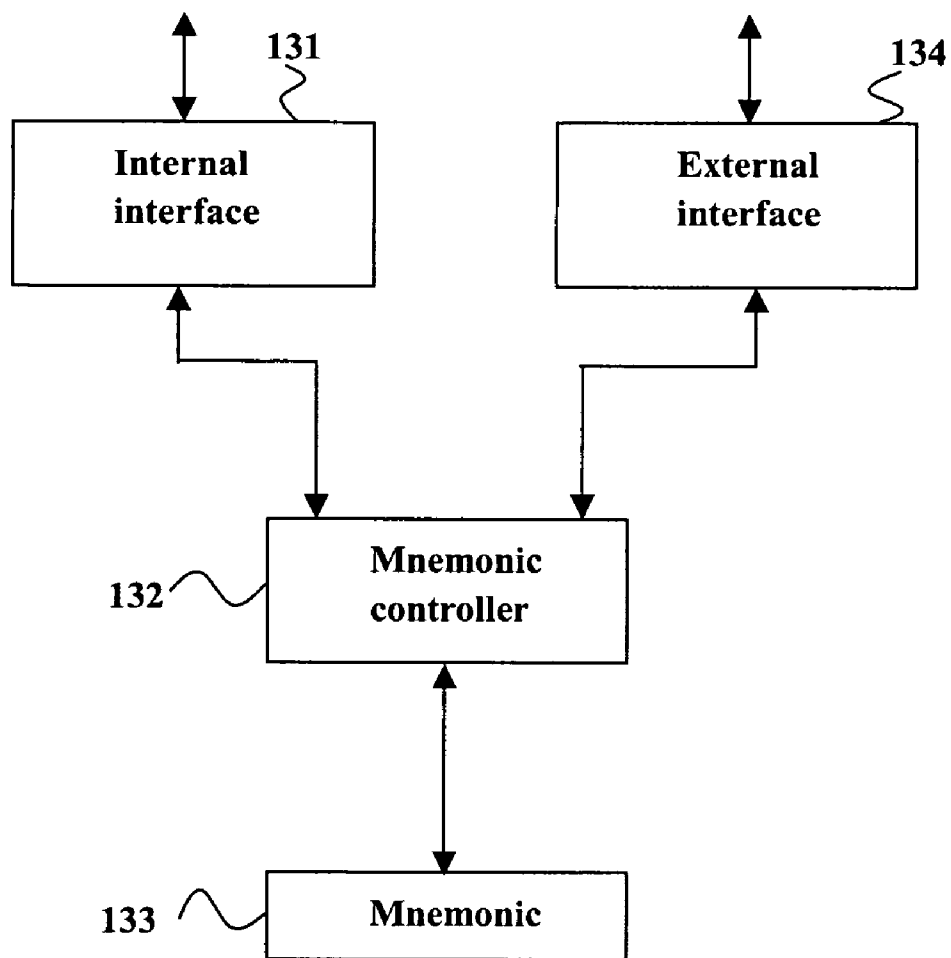 131
134
Internal
interface
External
interface
Mnemonic
controller
132
Mnemonic
133